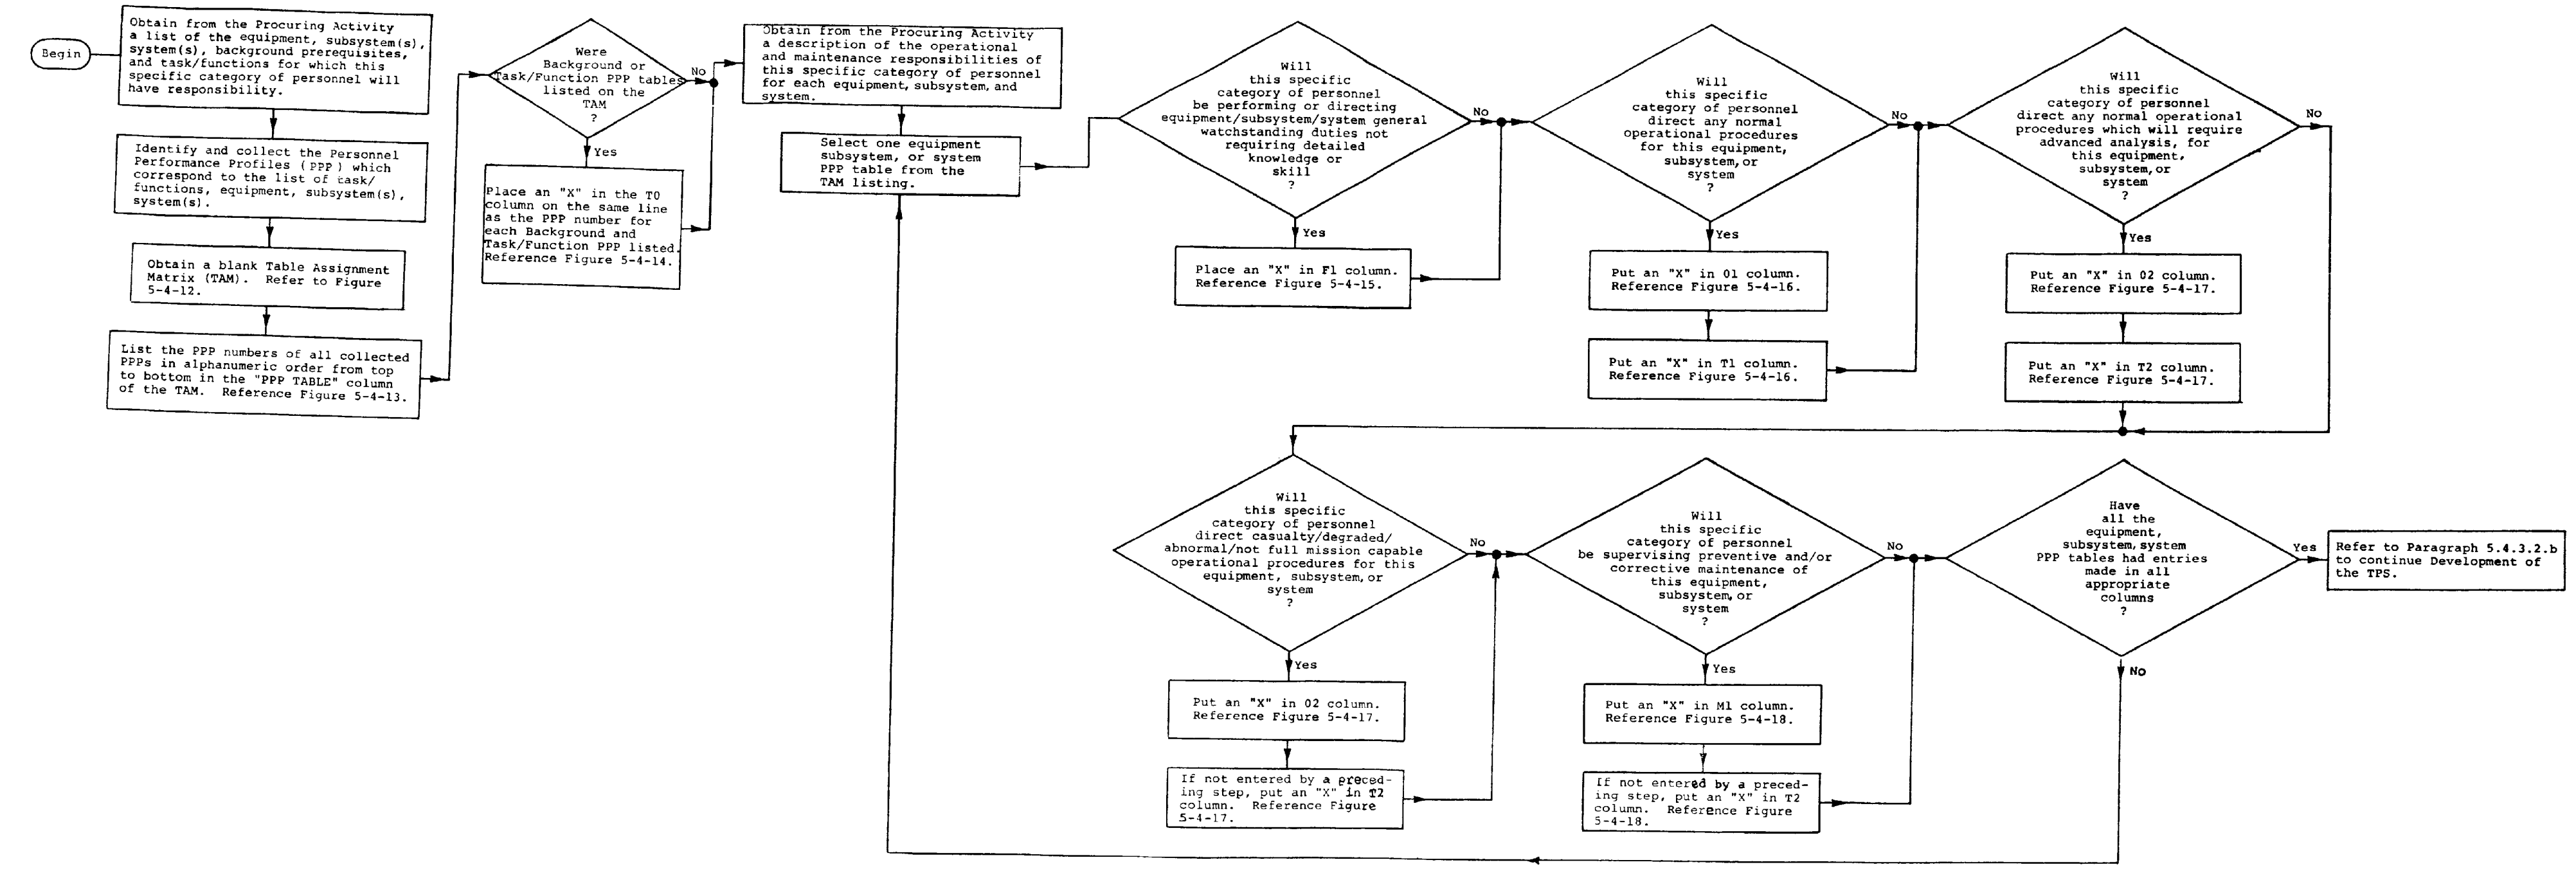 Begin
Obtain from the Procuring Activity
a list of the equipment, subsystem(s),
system(s), background prerequisites,
and task/functions for which this
specific category of personnel will
have responsibility.
Identify and collect the Personnel
Performance Profiles (PPP) which
correspond to the list of task/
functions, equipment, subsystem(s),
system(s).
Obtain a blank Table Assignment
Matrix (TAM). Refer to Figure
5-4-12.
List the PPP numbers of all collected
PPPs in alphanumeric order from top
to bottom in the "PPP TABLE" column
of the TAM. Reference Figure 5-4-13.
Were
Background or
Task/Function PPP tables
listed on the
TAM
?
No
Yes
Place an "X" in the T0
column on the same line
as the PPP number for
each Background and
Task/Function PPP listed.
Reference Figure 5-4-14.
Obtain from the Procuring Activity
a description of the operational
and maintenance responsibilities of
this specific category of personnel
for each equipment, subsystem, and
system.
Select one equipment
subsystem, or system
PPP table from the
TAM listing.
Will
this specific
category of personnel
be performing or directing
equipment/subsystem/system general
watchstanding duties not
requiring detailed
knowledge or
skill
?
No
Yes
Place an "X" in F1 column.
Reference Figure 5-4-15.
Will
this specific
category of personnel
direct any normal
operational procedures
for this equipment,
subsystem, or
system
?
No
Yes
Put an "X" in 01 column.
Reference Figure 5-4-16.
Put an "X" in T1 column.
Reference Figure 5-4-16.
Will
this specific
category of personnel
direct any normal operational
procedures which will require
advanced analysis, for
this equipment,
subsystem, or
system
?
No
Yes
Put an "X" in 02 column.
Reference Figure 5-4-17.
Put an "X" in T2 column.
Reference Figure 5-4-17.
Will
this specific
category of personnel
direct casualty/degraded/
abnormal/not full mission capable
operational procedures for this
equipment, subsystem, or
system
?
No
Yes
Put an "X" in 02 column.
Reference Figure 5-4-17.
If not entered by a preced-
ing step, put an "X" in T2
column. Reference Figure
5-4-17.
Will
this specific
category of personnel
be supervising preventive and/or
corrective maintenance of
this equipment,
subsystem, or
system
?
No
Yes
Put an "X" in M1 column.
Reference Figure 5-4-18.
If not entered by a preced-
ing step, put an "X" in T2
column. Reference Figure
5-4-18.
Have
all the
equipment,
subsystem, system
PPP tables had entries
made in all
appropriate
columns
?
Yes
No
Refer to Paragraph 5.4.3.2.b
to continue Development of
the TPS.